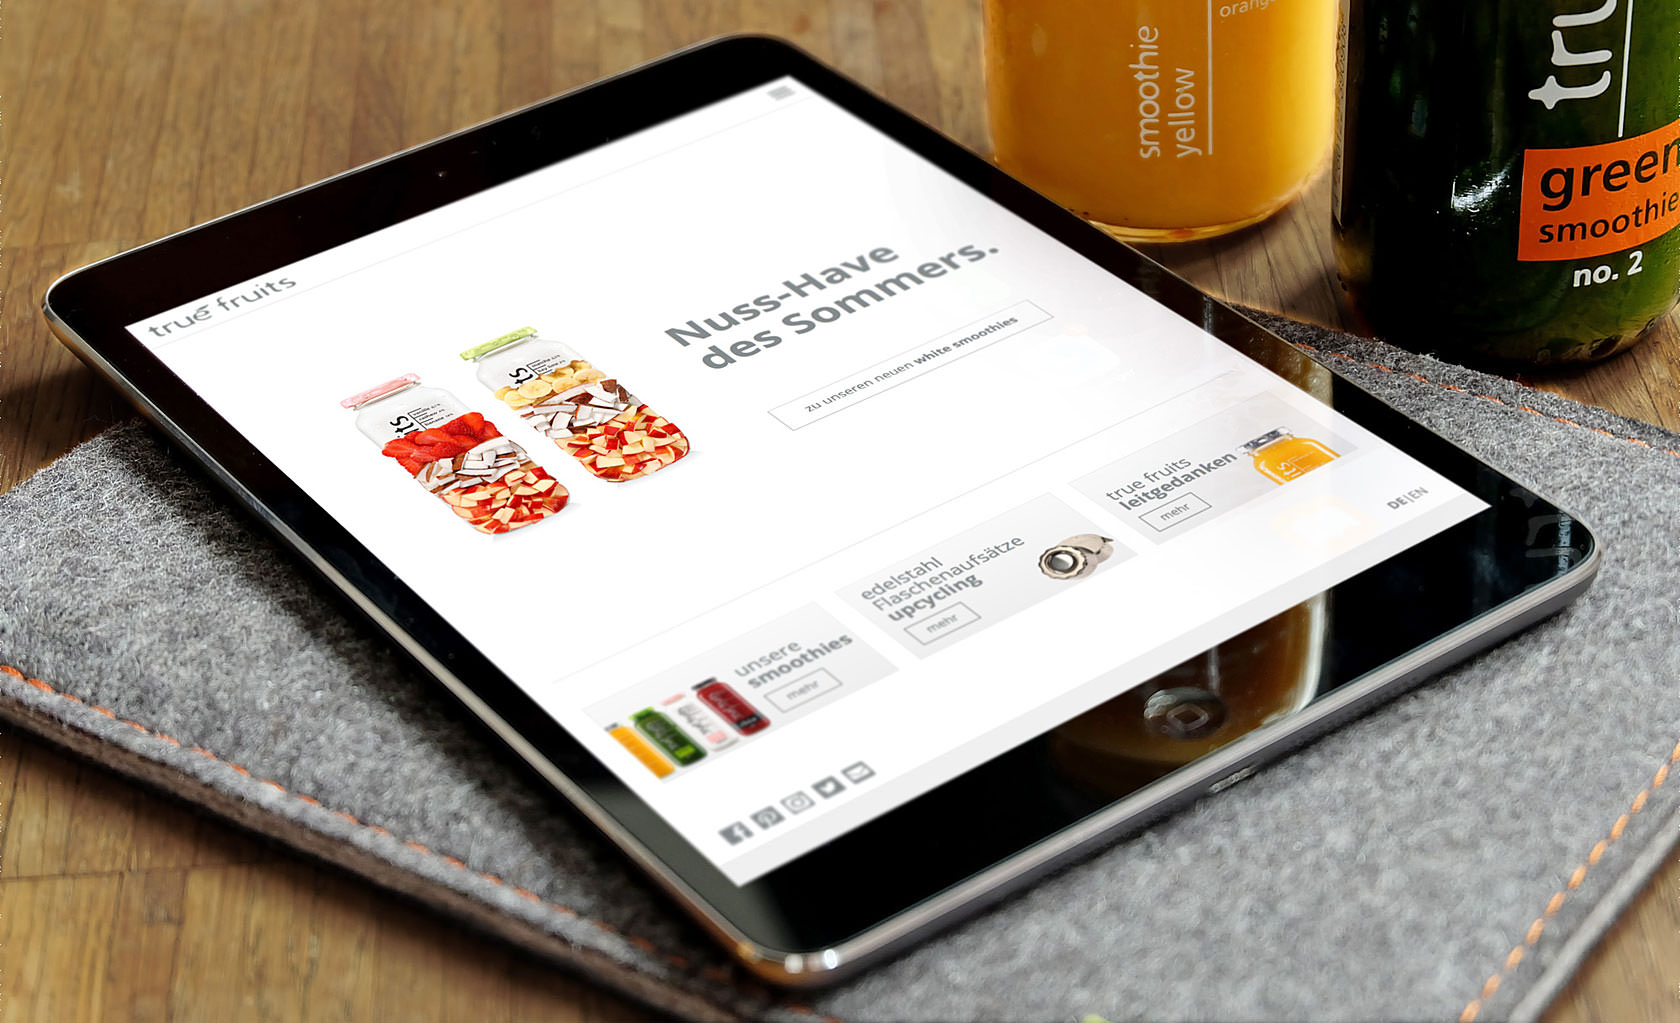 orange
smoothie
yellow
tru
green
smoothie
no. 2
true fruits
Nuss-Have
des Sommers.
zu unseren neuen white smoothies
true fruits
leitgedanken
mehr
edelstahl
Flaschenaufsätze
upcycling
mehr
unsere
smoothies
mehr
DE|EN